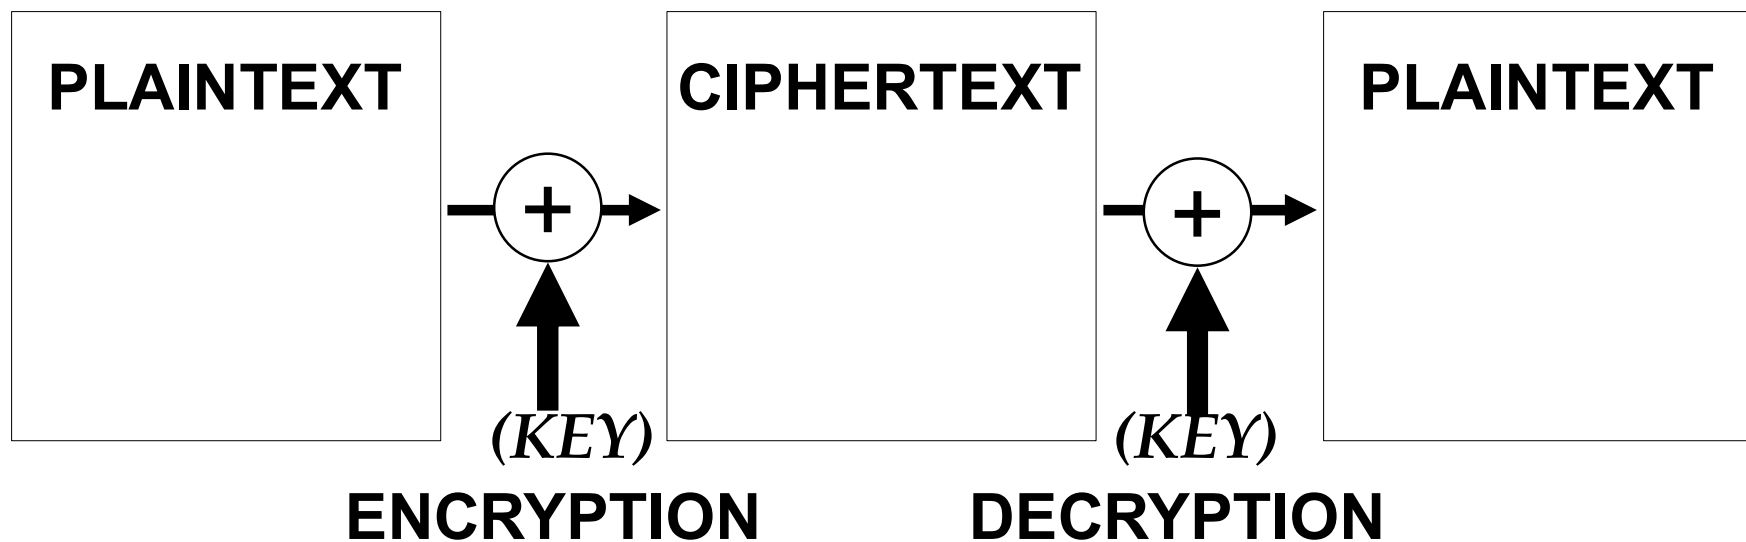 PLAINTEXT
CIPHERTEXT
PLAINTEXT
+
+
(KEY)
(KEY)
ENCRYPTION
DECRYPTION